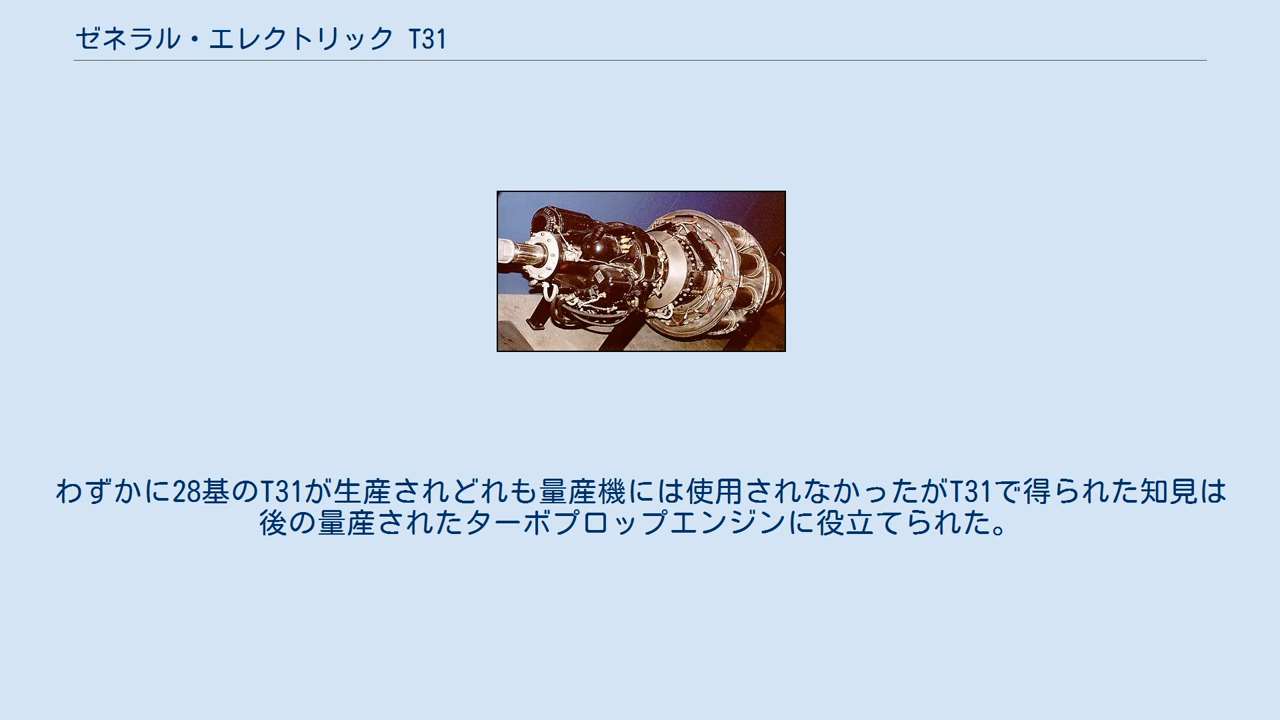 ゼネラル・エレクトリック T31
わずかに28基のT31が生産されどれも量産機には使用されなかったがT31で得られた知見は
後の量産されたターボプロップエンジンに役立てられた。